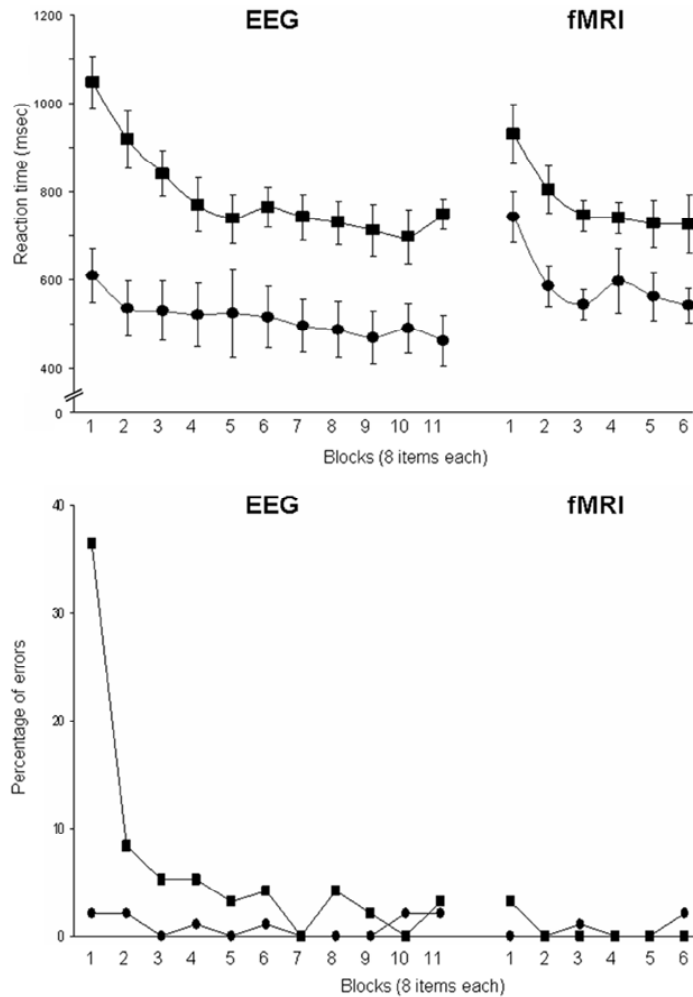 EEG fMRI
1200
1000
800
600
400
0
Reaction time (msec)
1 2 3 4 5 6 7 8 9 10 11 1 2 3 4 5 6
Blocks (8 items each)
EEG fMRI
40
30
20
10
0
Percentage of errors
1 2 3 4 5 6 7 8 9 10 11 1 2 3 4 5 6
Blocks (8 items each)